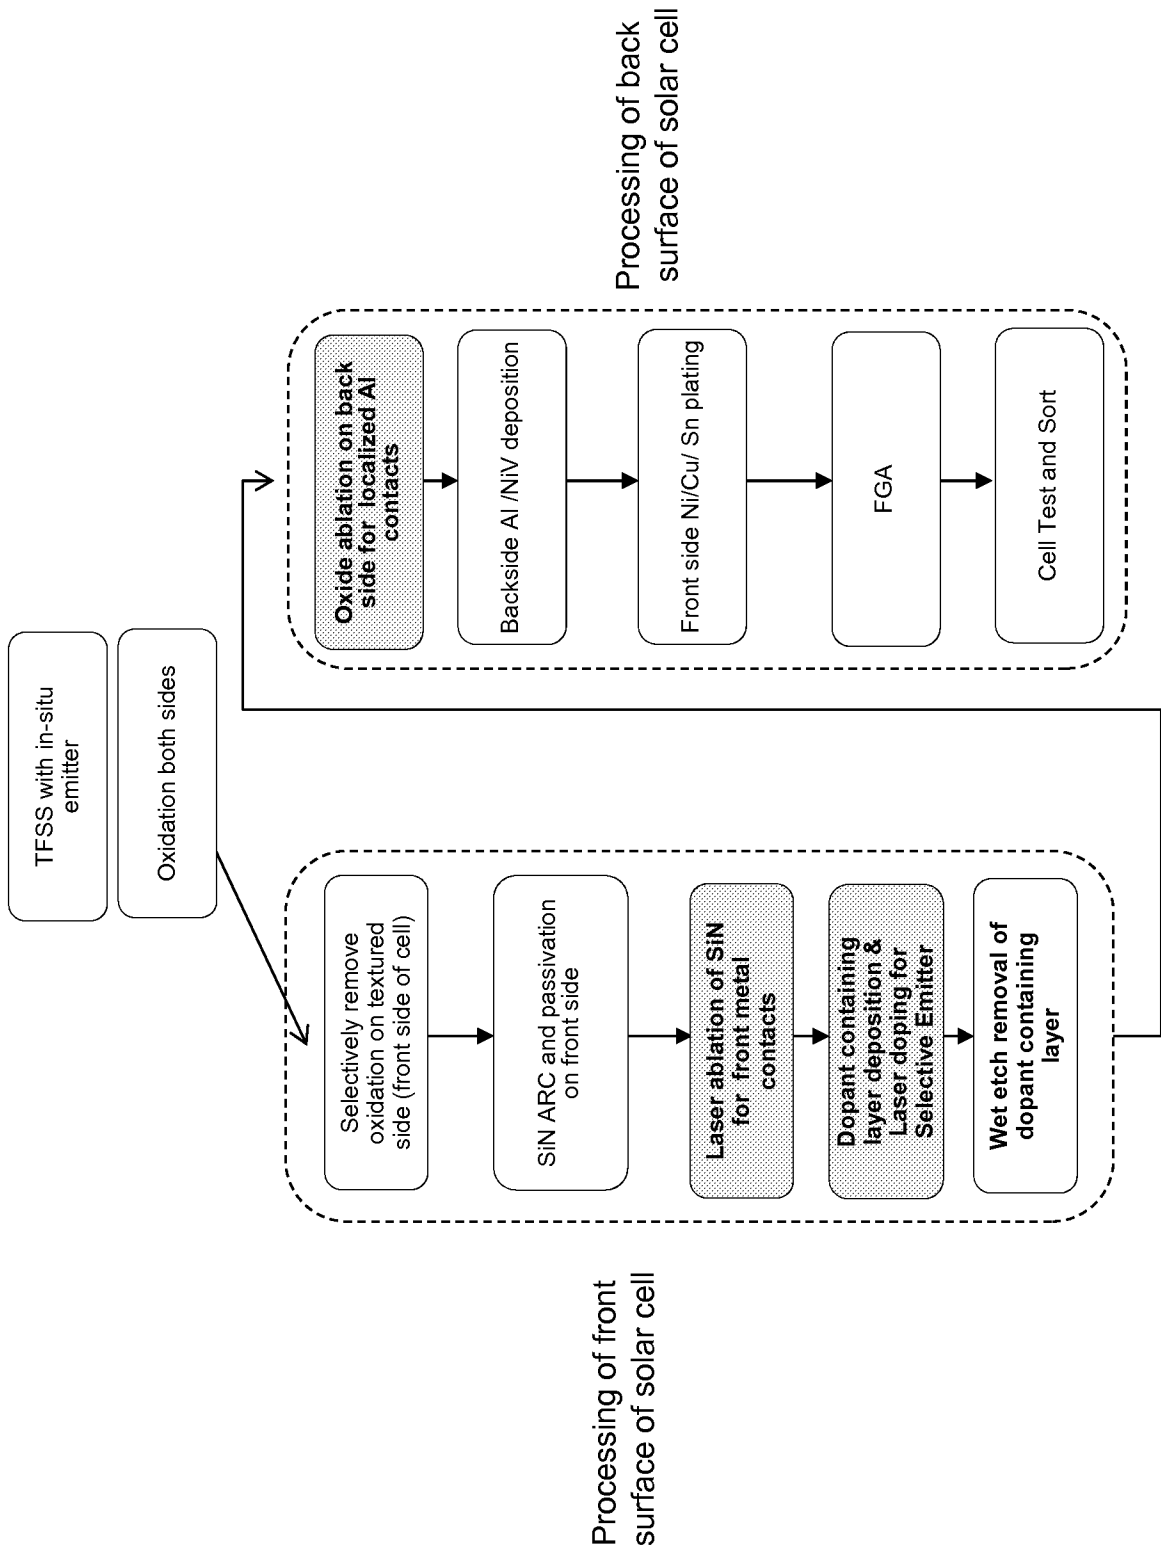 TFSS with in-situ
emitter
Oxidation both sides
Processing of front
surface of solar cell
Selectively remove
oxidation on textured
side (front side of cell)
SiN ARC and passivation
on front side
Laser ablation of SiN
for front metal
contacts
Dopant containing
layer deposition &
Laser doping for
Selective Emitter
Wet etch removal of
dopant containing
layer
Oxide ablation on back
side for localized Al
contacts
Backside Al /NiV deposition
Front side Ni/Cu/ Sn plating
FGA
Cell Test and Sort
Processing of back
surface of solar cell